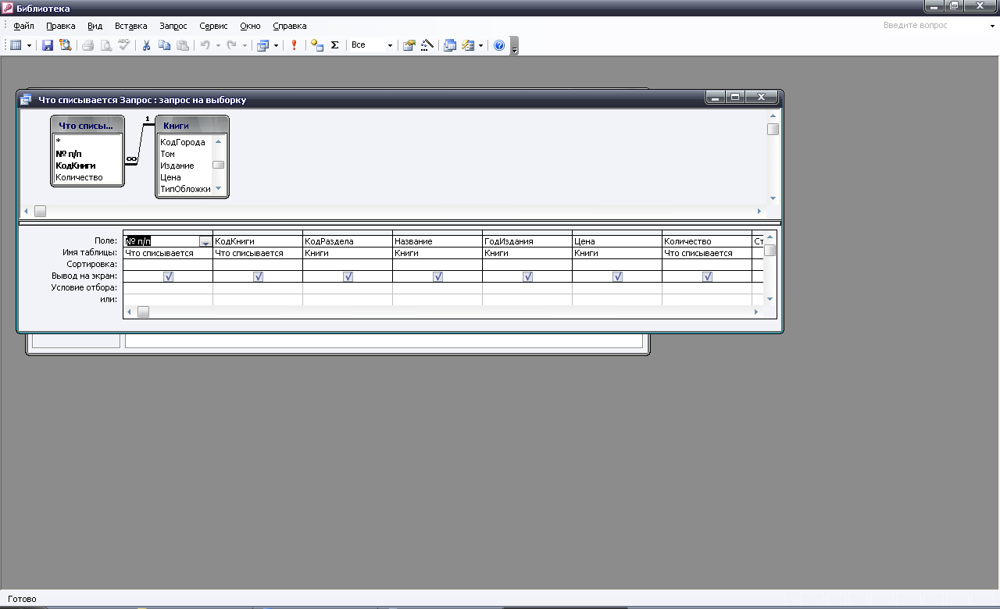 Библиотека
Файл Правка Вид Вставка Запрос Сервис Окно Справка Введите вопрос
Все
Что списывается Запрос : запрос на выборку
Что списы... 1 Книги
*
№ п/п
КодКниги
Количество
∞
КодГорода
Том
Издание
Цена
ТипОбложки
Поле: № п/п КодКниги КодРаздела Название ГодИздания Цена Количество Ст
Имя таблицы: Что списывается Что списывается Книги Книги Книги Книги Что списывается
Сортировка:
Вывод на экран:
Условие отбора:
или:
Готово